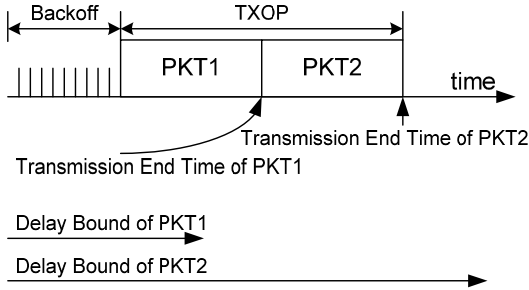 Backoff
TXOP
PKT1
PKT2
time
Transmission End Time of PKT2
Transmission End Time of PKT1
Delay Bound of PKT1
Delay Bound of PKT2